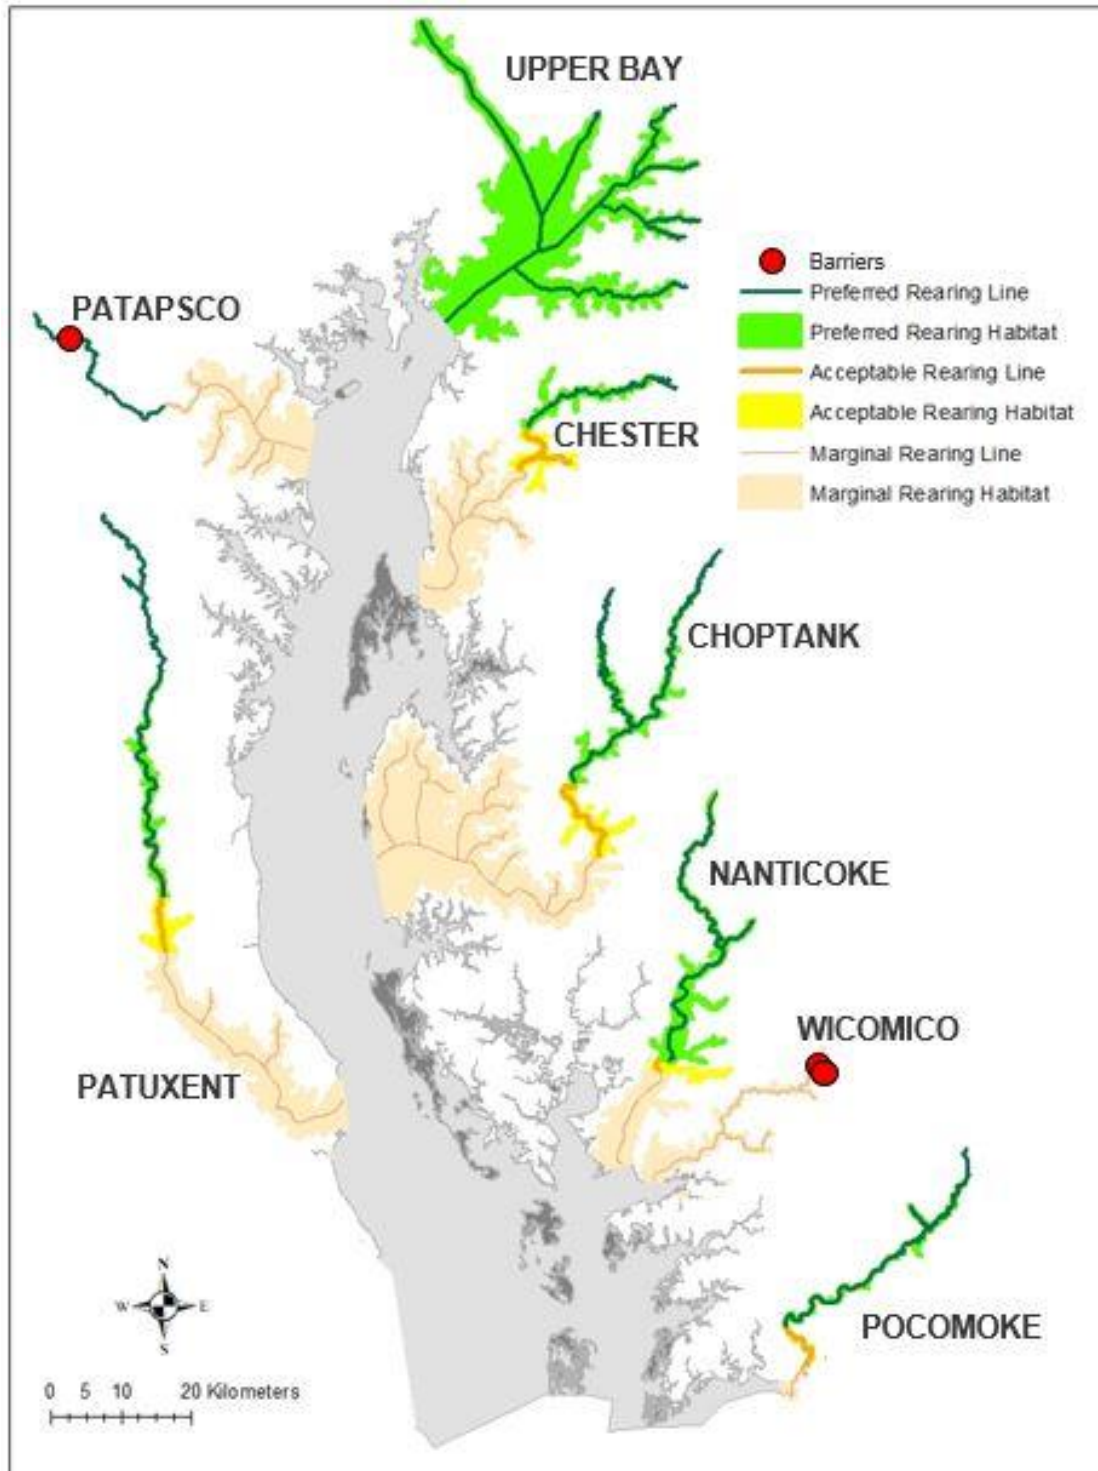 UPPER BAY
Barriers
Preferred Rearing Line
Preferred Rearing Habitat
Acceptable Rearing Line
Acceptable Rearing Habitat
Marginal Rearing Line
Marginal Rearing Habitat
PATAPSCO
CHESTER
CHOPTANK
NANTICOKE
WICOMICO
PATUXENT
POCOMOKE
N
W E
S
0 5 10 20 Kilometers